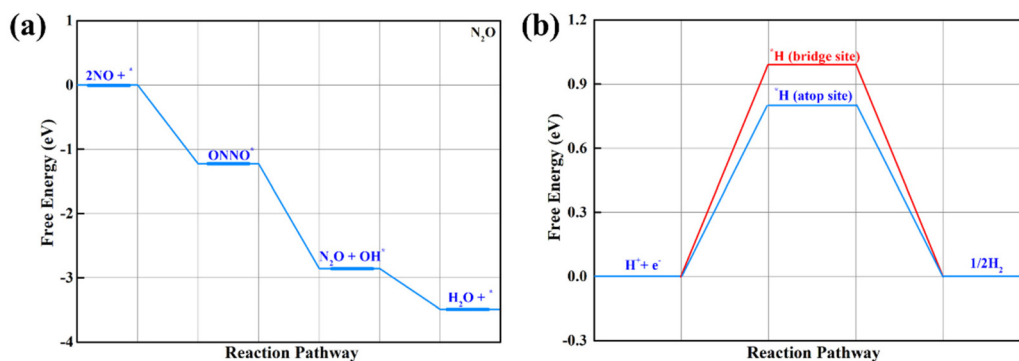 (a)
N₂O
1
0
-1
-2
-3
-4
Free Energy (eV)
2NO + *
ONNO*
N₂O + OH*
H₂O + *
Reaction Pathway
(b)
1.2
0.9
0.6
0.3
0.0
-0.3
Free Energy (eV)
*H (bridge site)
*H (atop site)
H⁺+ e⁻
1/2H₂
Reaction Pathway